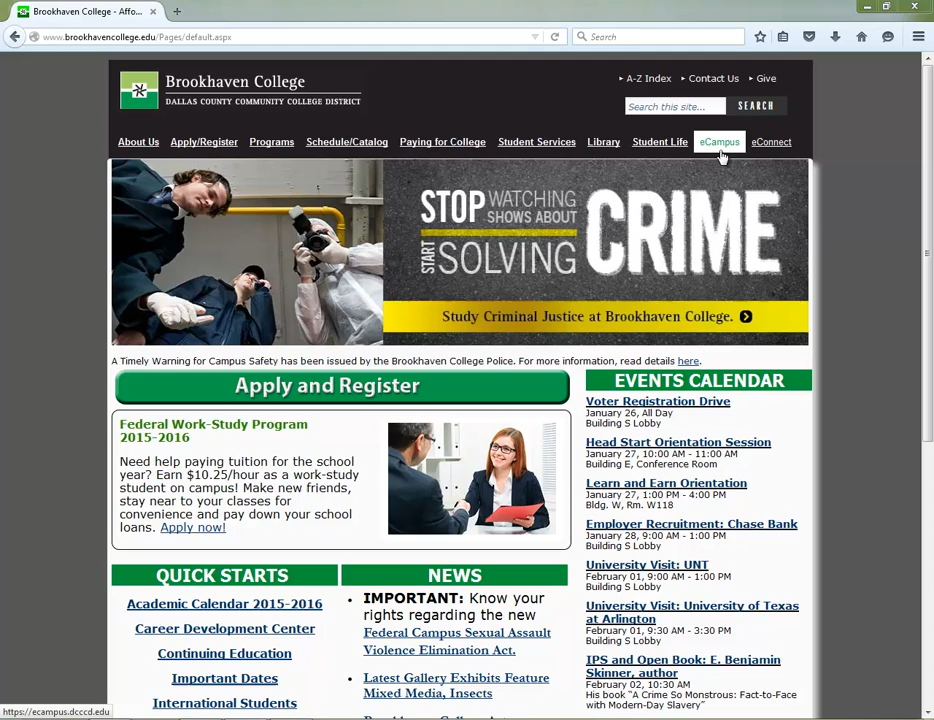 Brookhaven College - Affo...
www.brookhavencollege.edu/Pages/default.aspx
Search
Brookhaven College
DALLAS COUNTY COMMUNITY COLLEGE DISTRICT
A-Z Index
Contact Us
Give
Search this site...
SEARCH
About Us
Apply/Register
Programs
Schedule/Catalog
Paying for College
Student Services
Library
Student Life
eCampus
eConnect
STOP WATCHING SHOWS ABOUT CRIME
START SOLVING
Study Criminal Justice at Brookhaven College.
A Timely Warning for Campus Safety has been issued by the Brookhaven College Police. For more information, read details here.
Apply and Register
Federal Work-Study Program
2015-2016
Need help paying tuition for the school
year? Earn $10.25/hour as a work-study
student on campus! Make new friends,
stay near to your classes for
convenience and pay down your school
loans. Apply now!
QUICK STARTS
Academic Calendar 2015-2016
Career Development Center
Continuing Education
Important Dates
International Students
NEWS
IMPORTANT: Know your
rights regarding the new
Federal Campus Sexual Assault
Violence Elimination Act.
Latest Gallery Exhibits Feature
Mixed Media, Insects
EVENTS CALENDAR
Voter Registration Drive
January 26, All Day
Building S Lobby
Head Start Orientation Session
January 27, 10:00 AM - 11:00 AM
Building E, Conference Room
Learn and Earn Orientation
January 27, 1:00 PM - 4:00 PM
Bldg. W, Rm. W118
Employer Recruitment: Chase Bank
January 28, 9:00 AM - 1:00 PM
Building S Lobby
University Visit: UNT
February 01, 9:00 AM - 1:00 PM
Building S Lobby
University Visit: University of Texas
at Arlington
February 01, 9:30 AM - 3:30 PM
Building S Lobby
IPS and Open Book: E. Benjamin
Skinner, author
February 02, 10:30 AM
His book "A Crime So Monstrous: Face-to-Face
with Modern-Day Slavery"
https://ecampus.dcccd.edu